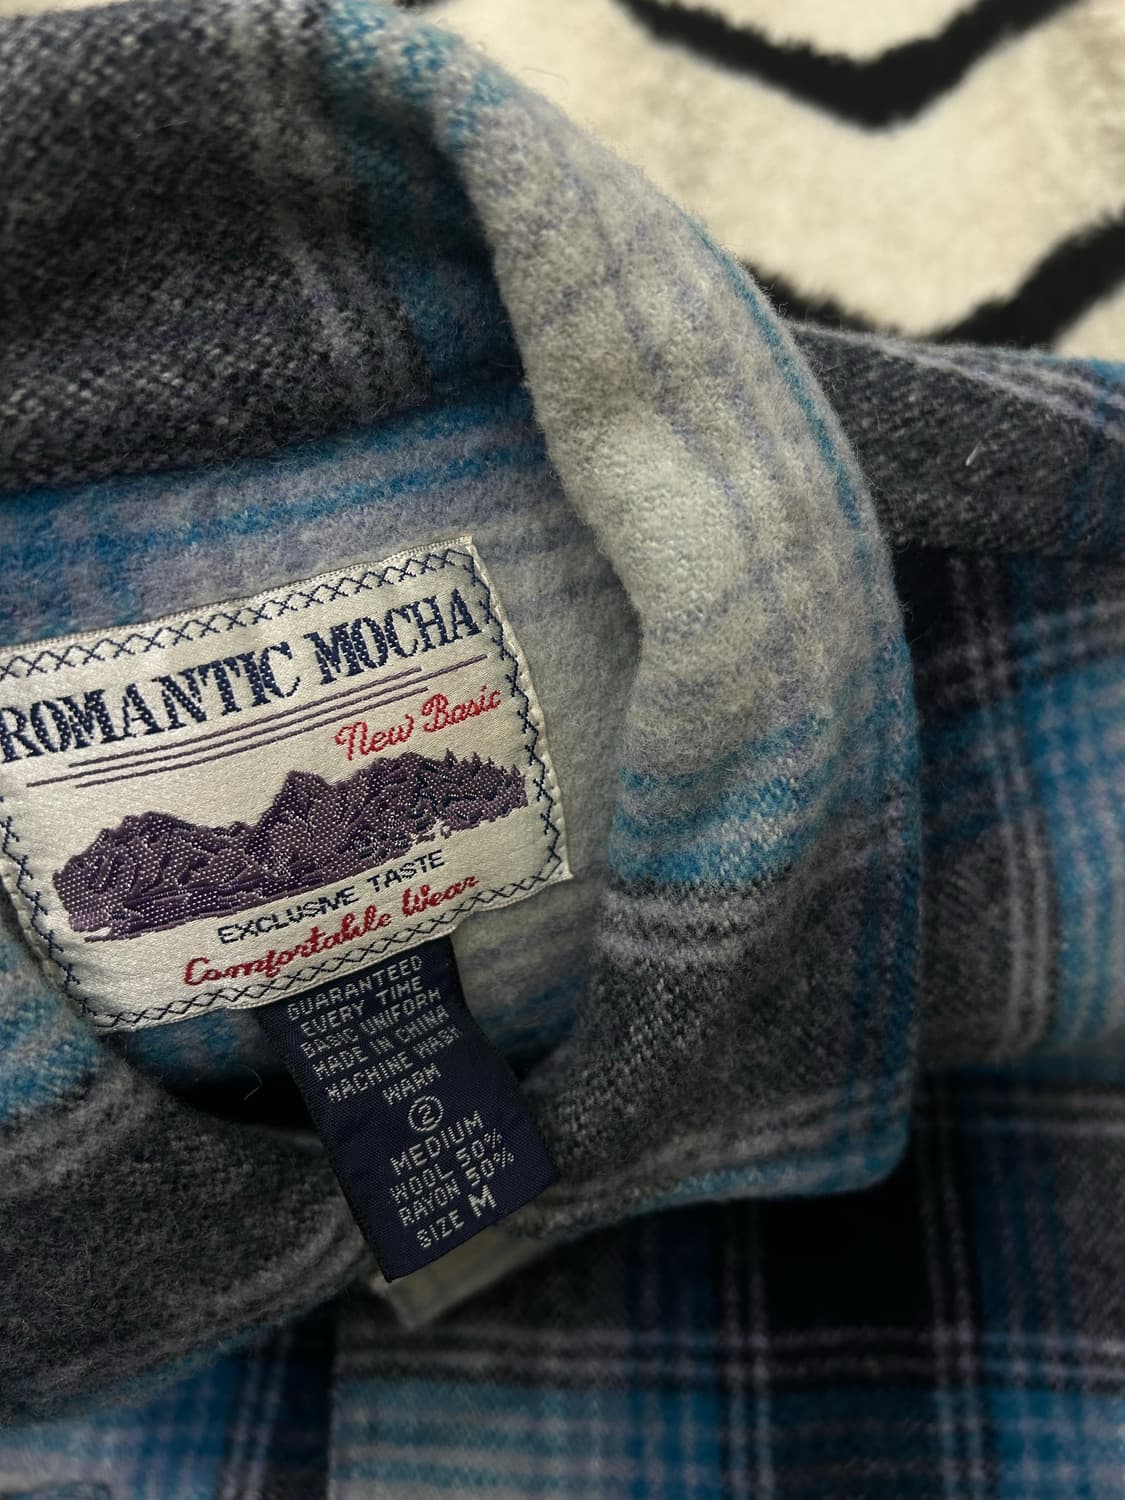 ROMANTIC MOCHA
New Basic
EXCLUSIVE TASTE
Comfortable Wear
GUARANTEED
EVERY TIME
BASIC UNIFORM
MADE IN CHINA
MACHINE WASH
WARM
②
MEDIUM
WOOL 50%
RAYON 50%
SIZE M